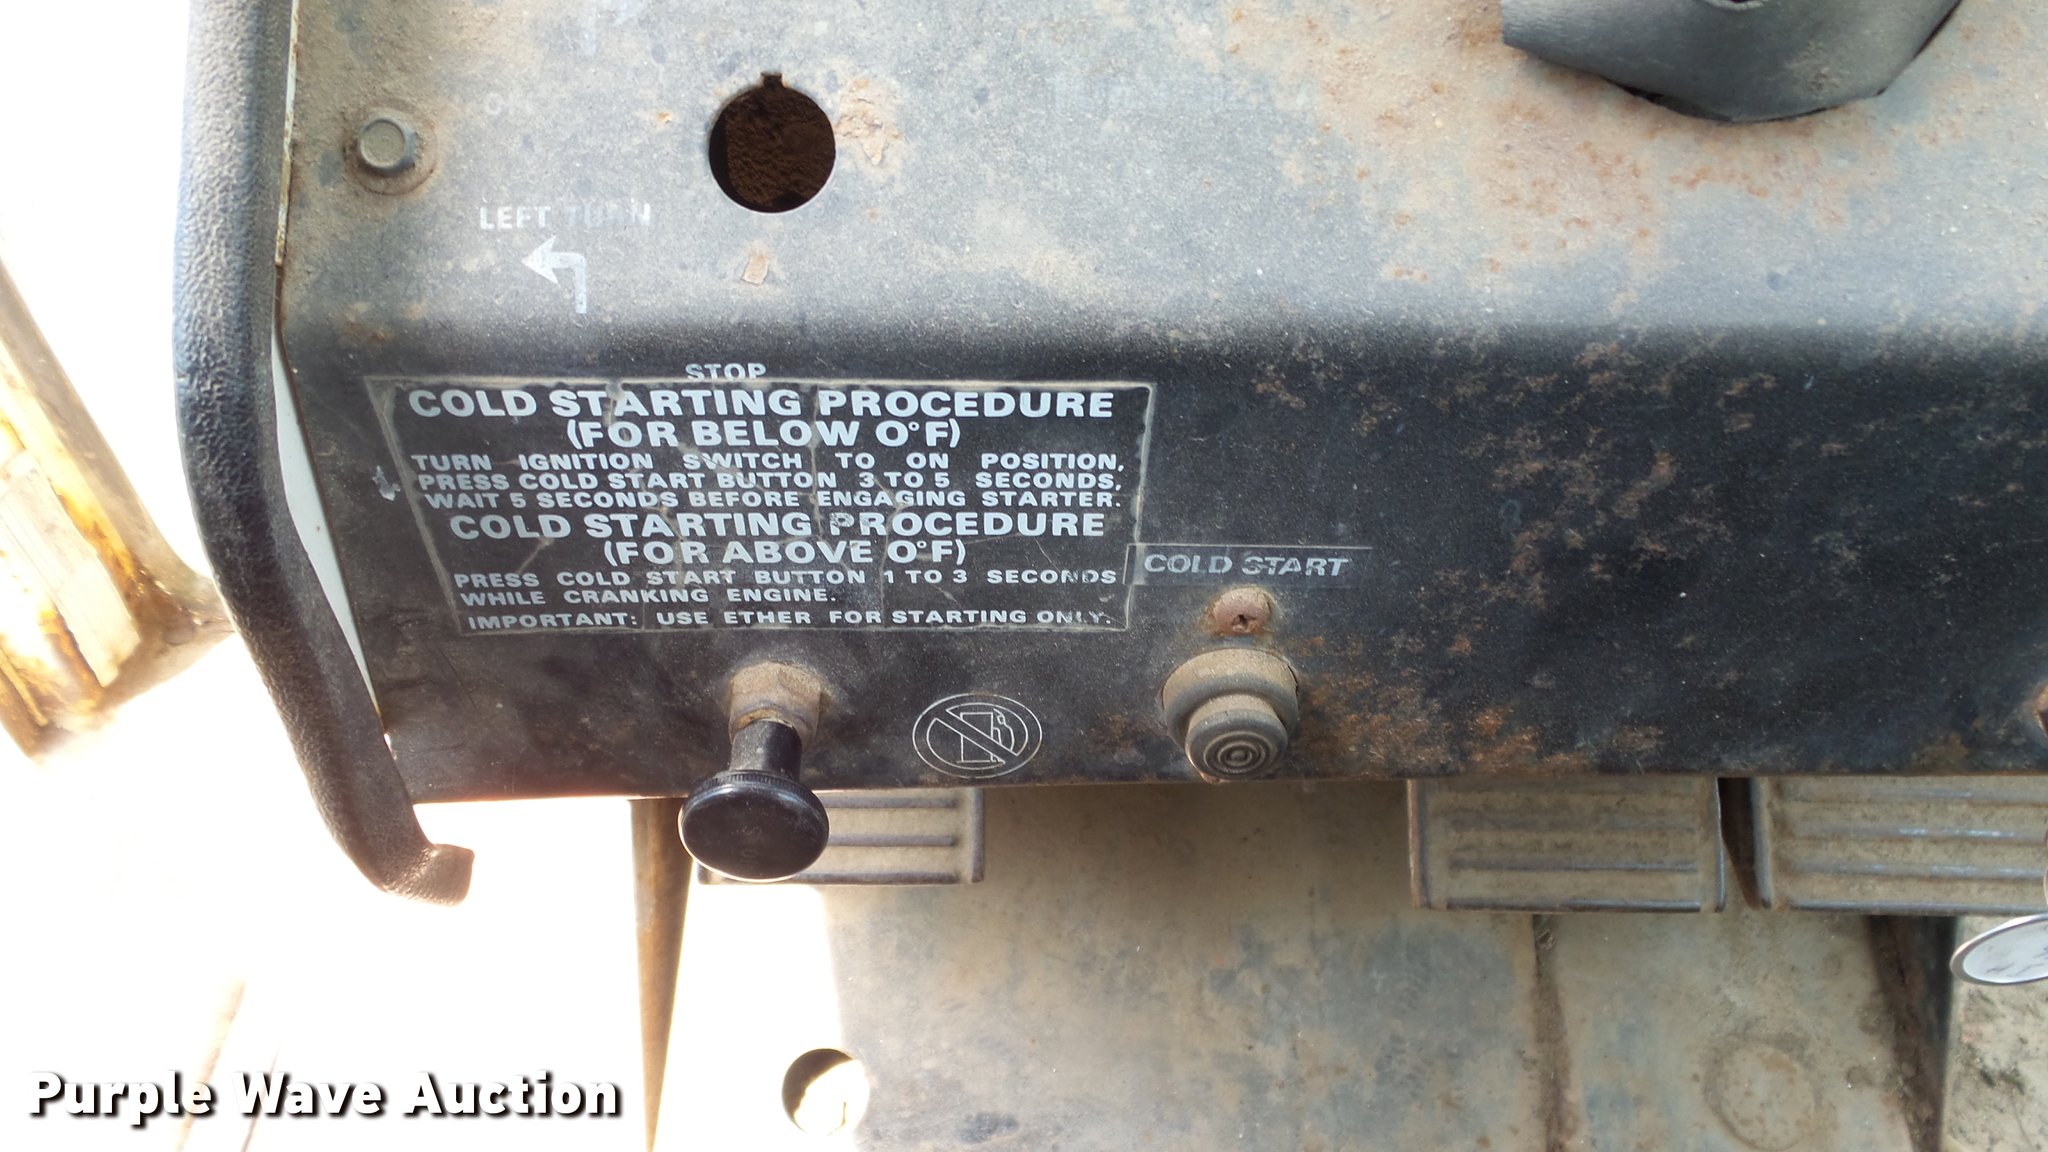 ON
LEFT TURN
STOP
COLD STARTING PROCEDURE
(FOR BELOW 0°F)
TURN IGNITION SWITCH TO ON POSITION,
PRESS COLD START BUTTON 3 TO 5 SECONDS,
WAIT 5 SECONDS BEFORE ENGAGING STARTER.
COLD STARTING PROCEDURE
(FOR ABOVE 0°F)
PRESS COLD START BUTTON 1 TO 3 SECONDS
WHILE CRANKING ENGINE.
IMPORTANT: USE ETHER FOR STARTING ONLY.
COLD START
Purple Wave Auction